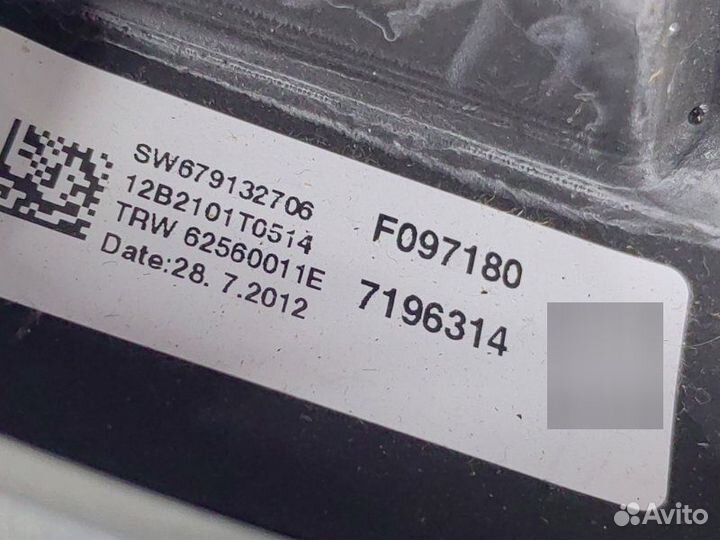 SW679132706
12B2101T0514
TRW 62560011E
Date:28. 7.2012
F097180
7196314
Avito